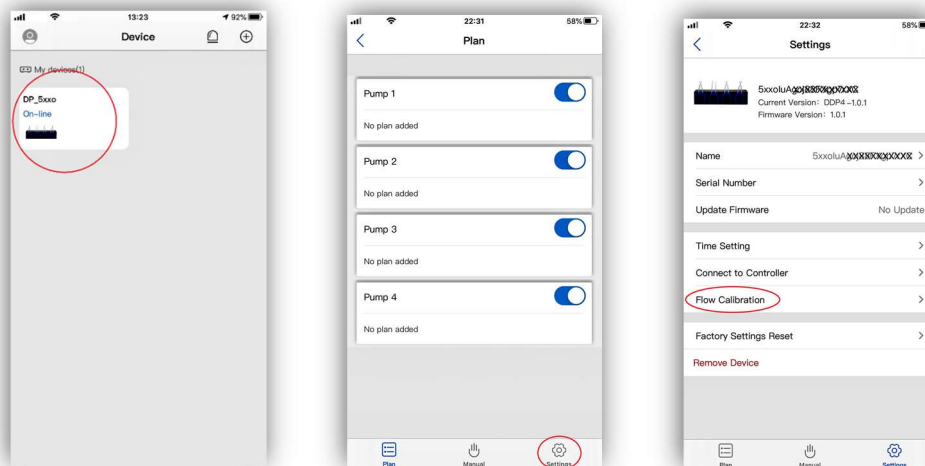 13:23
92%
Device
My devices(1)
DP_5xxo
On-line
22:31
58%
Plan
Pump 1
No plan added
Pump 2
No plan added
Pump 3
No plan added
Pump 4
No plan added
Plan
Manual
Settings
22:32
58%
Settings
Current Version: DDP4-1.0.1
Firmware Version: 1.0.1
Name
Serial Number
Update Firmware No Update
Time Setting
Connect to Controller
Flow Calibration
Factory Settings Reset
Remove Device
Plan
Manual
Settings